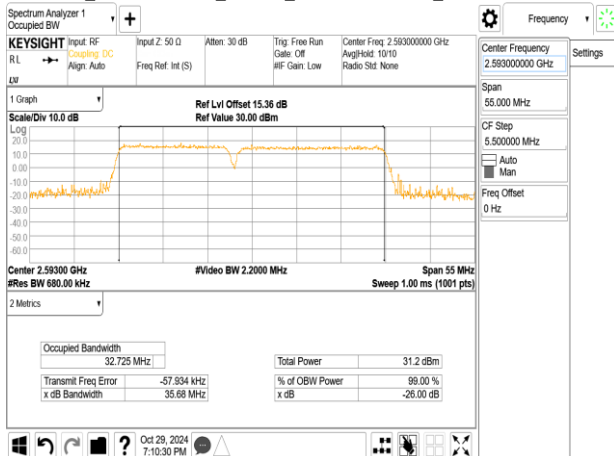 Spectrum Analyzer 1
Occupied BW
▼
+
Frequency ▼
KEYSIGHT Input: RF Input Z: 50 Ω Atten: 30 dB Trig: Free Run Center Freq: 2.593000000 GHz
Coupling: DC Gate: Off Avg|Hold: 10/10
RL Align: Auto Freq Ref: Int (S) #IF Gain: Low Radio Std: None
LXI
Center Frequency Settings
2.593000000 GHz
Span
55.000 MHz
CF Step
5.500000 MHz
Auto
Man
Freq Offset
0 Hz
1 Graph ▼
Ref Lvl Offset 15.36 dB
Scale/Div 10.0 dB Ref Value 30.00 dBm
Log
20.0
10.0
0.00
-10.0
-20.0
-30.0
-40.0
-50.0
-60.0
Center 2.59300 GHz #Video BW 2.2000 MHz Span 55 MHz
#Res BW 680.00 kHz Sweep 1.00 ms (1001 pts)
2 Metrics ▼
Occupied Bandwidth
32.725 MHz Total Power 31.2 dBm
Transmit Freq Error -57.934 kHz % of OBW Power 99.00 %
x dB Bandwidth 35.68 MHz x dB -26.00 dB
? Oct 29, 2024
7:10:30 PM